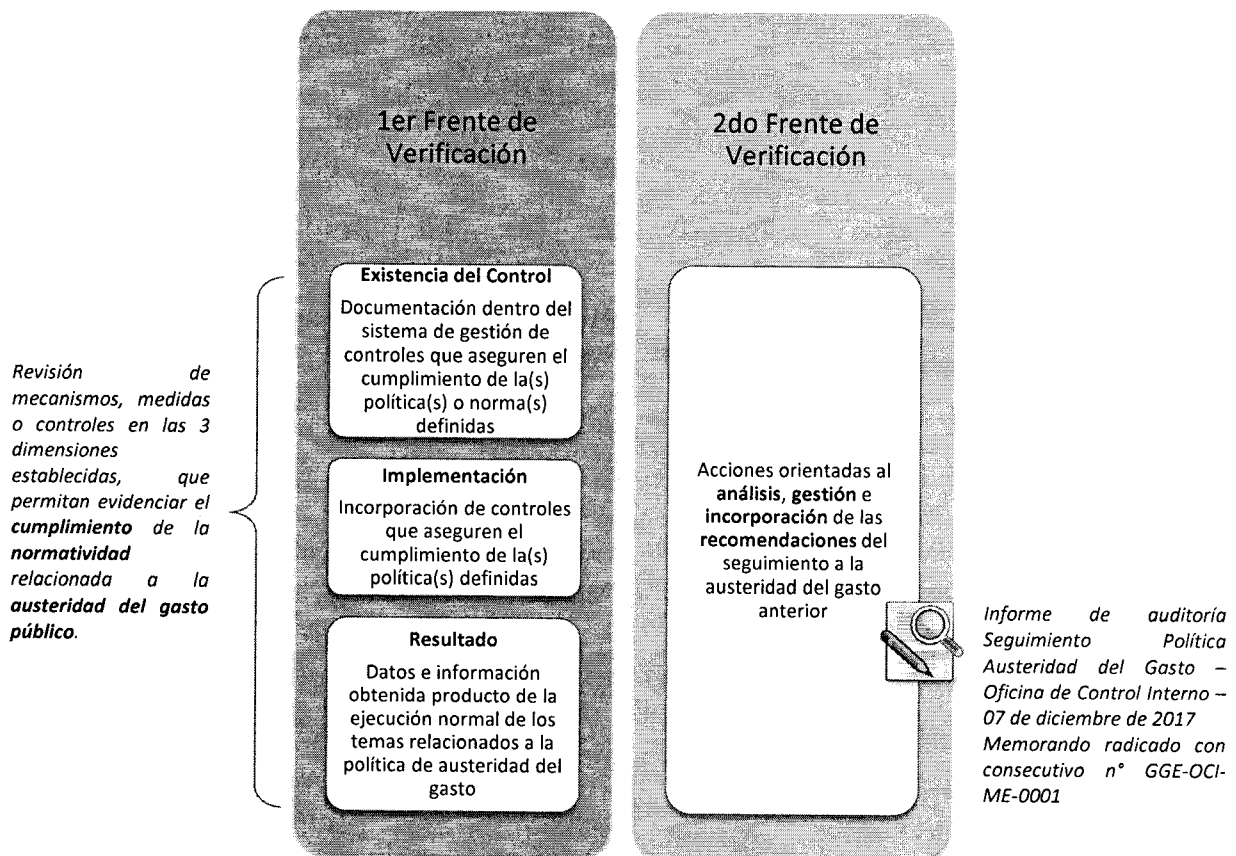 1er Frente de
Verificación
2do Frente de
Verificación
Revisión de
mecanismos, medidas
o controles en las 3
dimensiones
establecidas, que
permitan evidenciar el
cumplimiento de la
normatividad
relacionada a la
austeridad del gasto
público.
Existencia del Control
Documentación dentro del
sistema de gestión de
controles que aseguren el
cumplimiento de la(s)
política(s) o norma(s)
definidas
Implementación
Incorporación de controles
que aseguren el
cumplimiento de la(s)
política(s) definidas
Resultado
Datos e información
obtenida producto de la
ejecución normal de los
temas relacionados a la
política de austeridad del
gasto
Acciones orientadas al
análisis, gestión e
incorporación de las
recomendaciones del
seguimiento a la
austeridad del gasto
anterior
Informe de auditoría
Seguimiento Política
Austeridad del Gasto –
Oficina de Control Interno –
07 de diciembre de 2017
Memorando radicado con
consecutivo n° GGE-OCI-
ME-0001